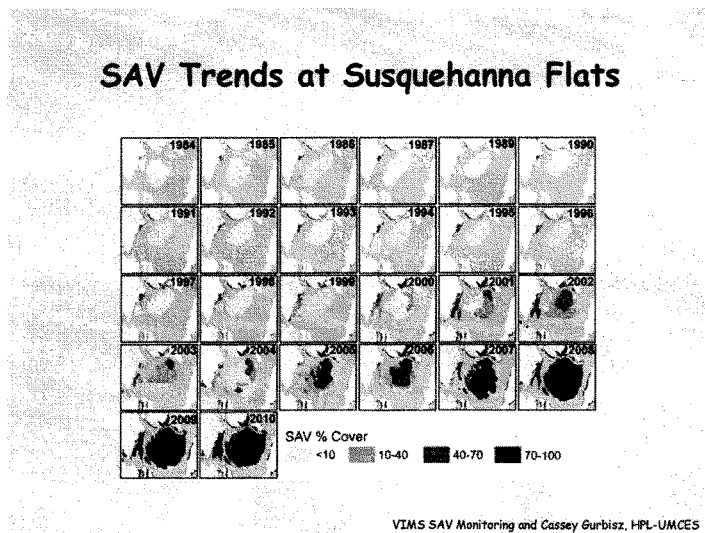 SAV Trends at Susquehanna Flats
1984 1985 1986 1987 1989 1990
1991 1992 1993 1994 1995 1996
1997 1998 1999 2000 2001 2002
2003 2004 2005 2006 2007 2008
2009 2010
SAV % Cover
<10 10-40 40-70 70-100
VIMS SAV Monitoring and Cassey Gurbisz, HPL-UMCES